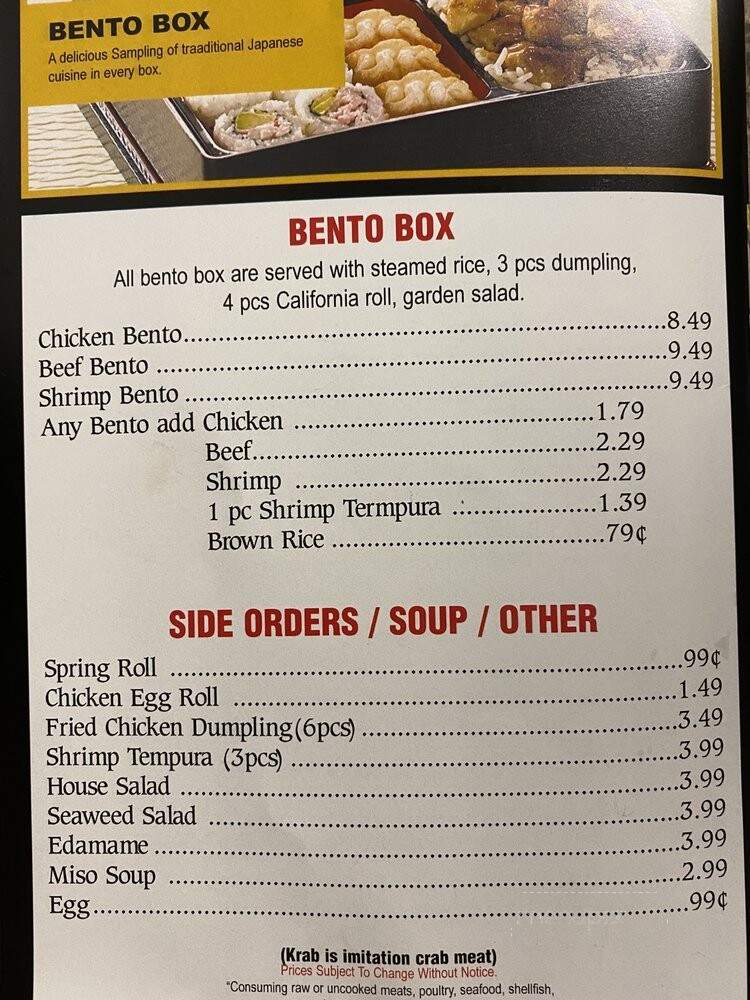 BENTO BOX
A delicious Sampling of traaditional Japanese
cuisine in every box.
BENTO BOX
All bento box are served with steamed rice, 3 pcs dumpling,
4 pcs California roll, garden salad.
Chicken Bento..........8.49
Beef Bento ..........9.49
Shrimp Bento ..........9.49
Any Bento add Chicken ..........1.79
Beef..........2.29
Shrimp ..........2.29
1 pc Shrimp Termpura ..........1.39
Brown Rice ..........79¢
SIDE ORDERS / SOUP / OTHER
Spring Roll ..........99¢
Chicken Egg Roll ..........1.49
Fried Chicken Dumpling(6pcs) ..........3.49
Shrimp Tempura (3pcs) ..........3.99
House Salad ..........3.99
Seaweed Salad ..........3.99
Edamame ..........3.99
Miso Soup ..........2.99
Egg..........99¢
(Krab is imitation crab meat)
Prices Subject To Change Without Notice.
*Consuming raw or uncooked meats, poultry, seafood, shellfish,